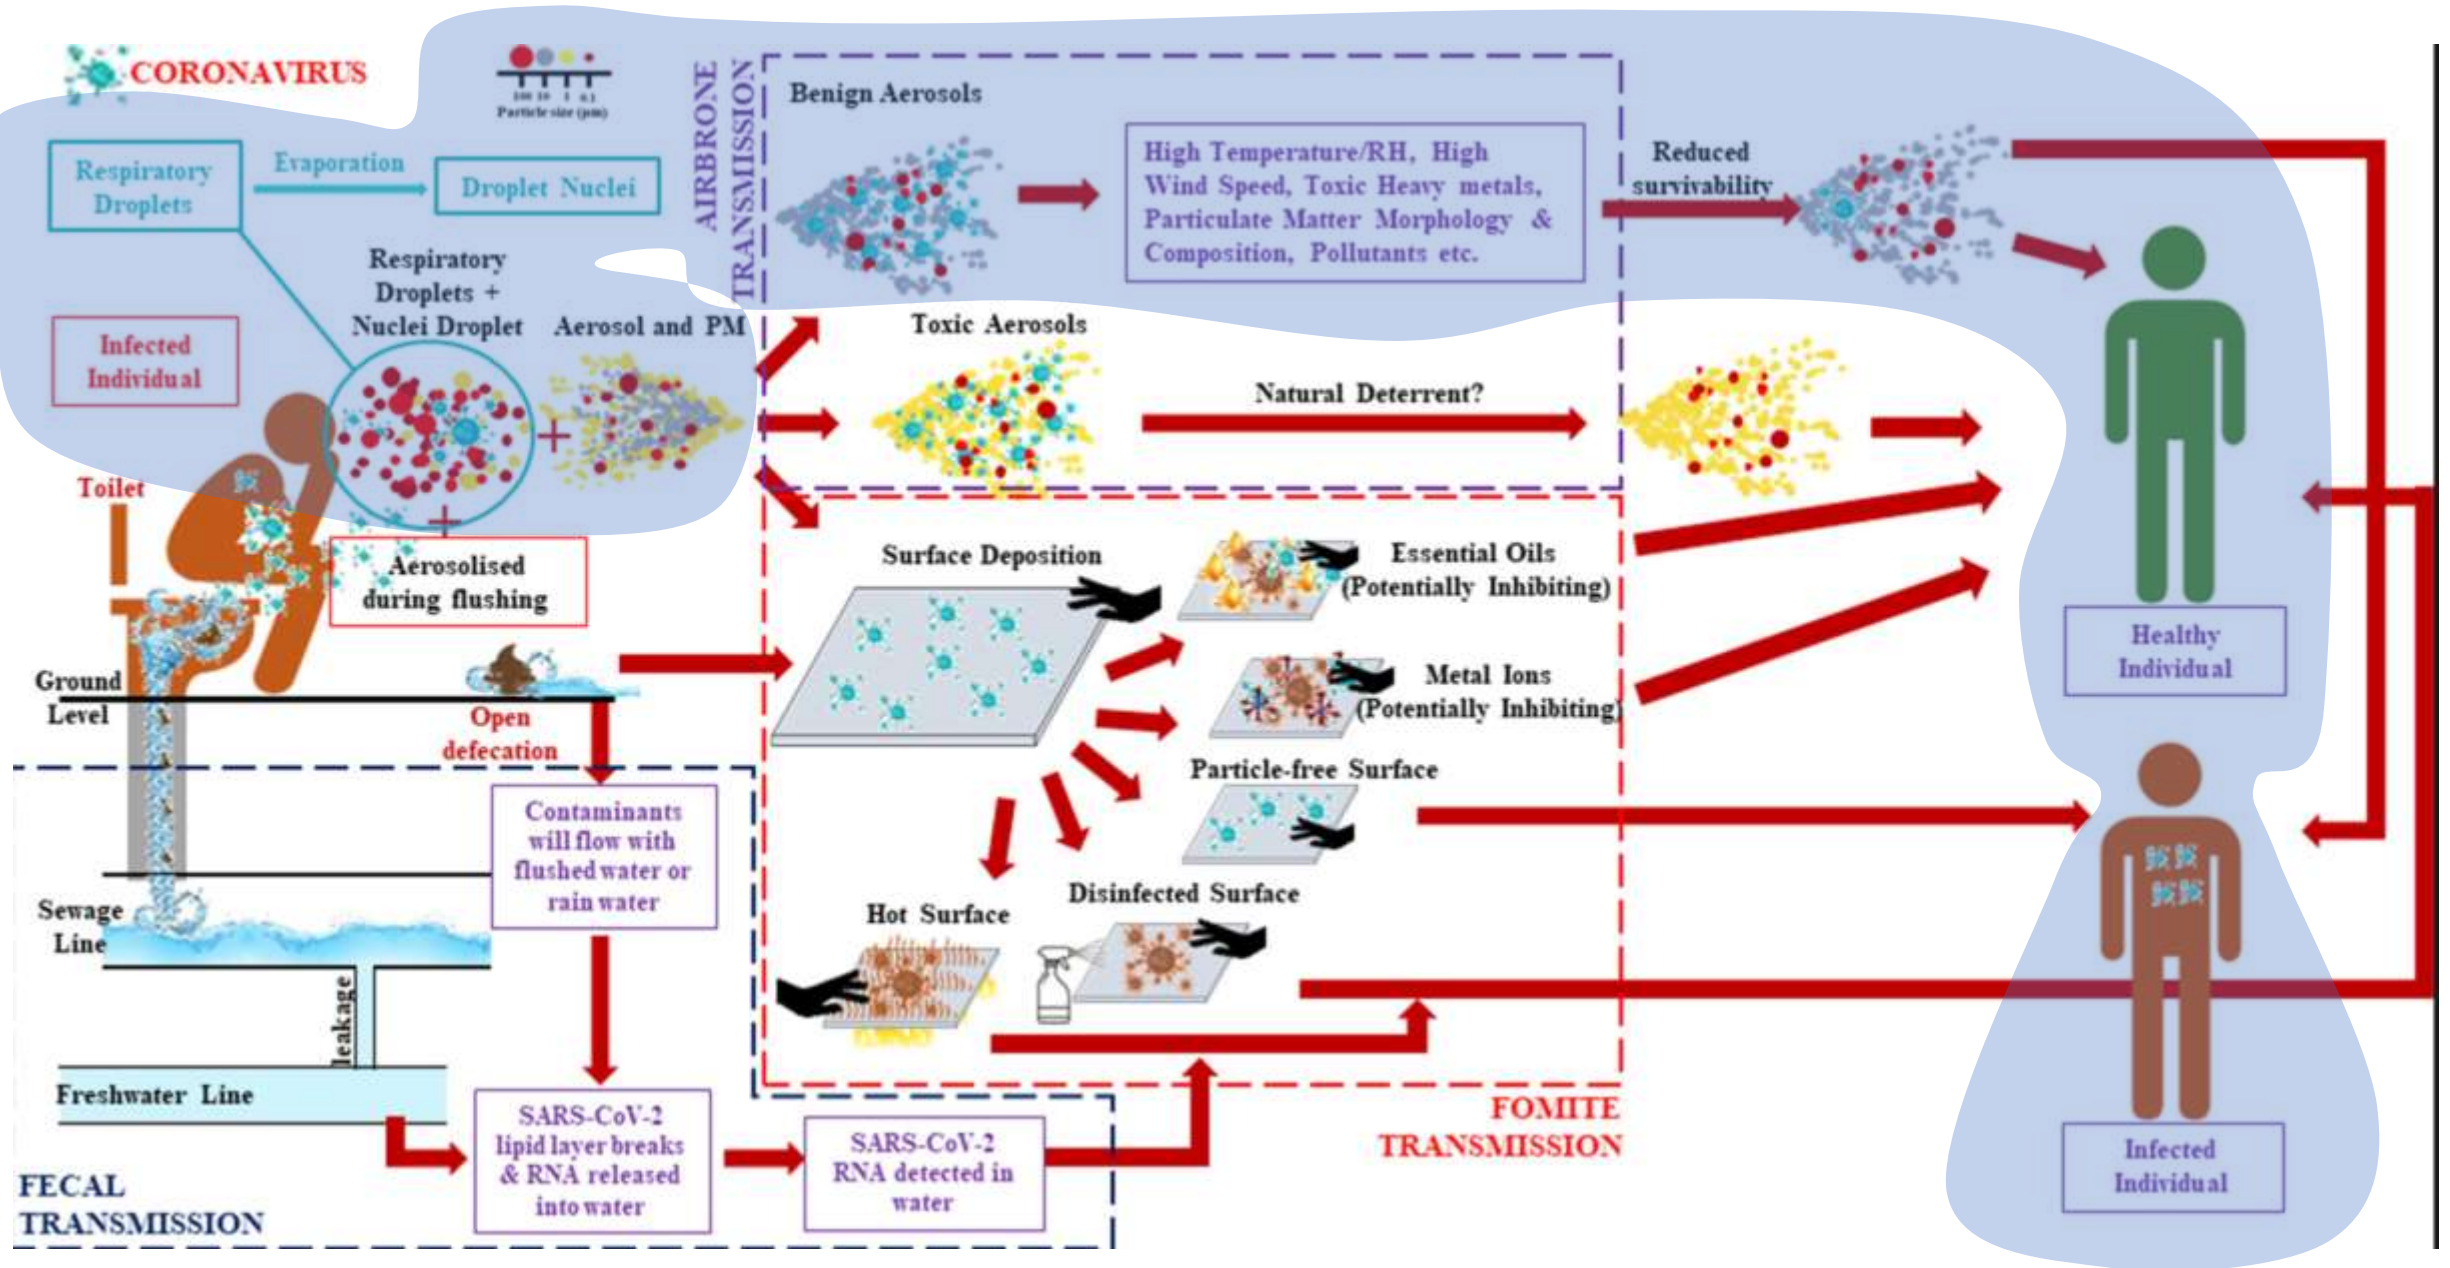 CORONAVIRUS
100 10 1 0.1
Particle size (µm)
Respiratory
Droplets
Evaporation
Droplet Nuclei
Respiratory
Droplets +
Nuclei Droplet
Aerosol and PM
Infected
Individual
Toilet
Aerosolised
during flushing
Ground
Level
Open
defecation
AIRBRONE
TRANSMISSION
Benign Aerosols
High Temperature/RH, High
Wind Speed, Toxic Heavy metals,
Particulate Matter Morphology &
Composition, Pollutants etc.
Reduced
survivability
Toxic Aerosols
Natural Deterrent?
Surface Deposition
Essential Oils
(Potentially Inhibiting)
Metal Ions
(Potentially Inhibiting)
Particle-free Surface
Disinfected Surface
Hot Surface
FOMITE
TRANSMISSION
Healthy
Individual
Infected
Individual
Contaminants
will flow with
flushed water or
rain water
Sewage
Line
leakage
Freshwater Line
SARS-CoV-2
lipid layer breaks
& RNA released
into water
SARS-CoV-2
RNA detected in
water
FECAL
TRANSMISSION